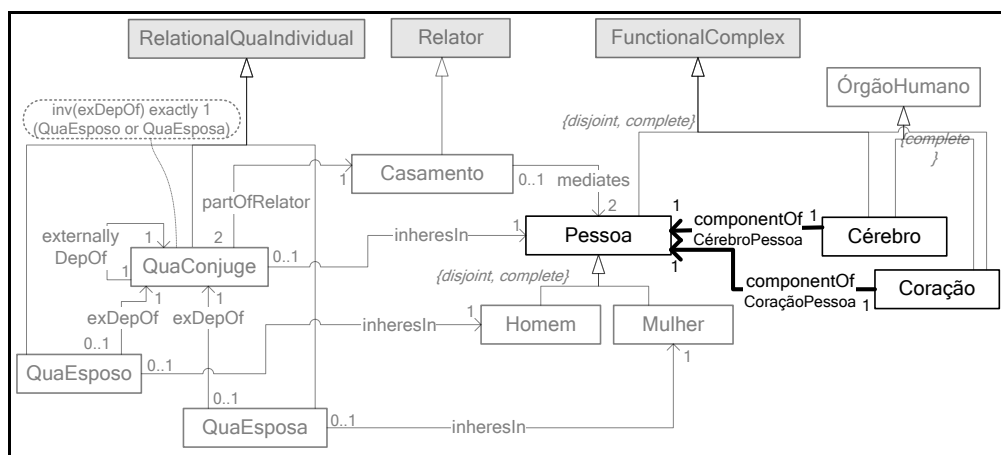 RelationalQuaIndividual
Relator
FunctionalComplex
ÓrgãoHumano
inv(exDepOf) exactly 1
(QuaEsposo or QuaEsposa)
{disjoint, complete}
{complete
}
Casamento
1
0..1
mediates
2
partOfRelator
2
Pessoa
1
componentOf
CérebroPessoa
1
Cérebro
externally
DepOf
1
1
QuaConjuge
0..1
inheresIn
1
1
componentOf
CoraçãoPessoa
1
Coração
{disjoint, complete}
1
exDepOf
1
exDepOf
inheresIn
1
Homem
Mulher
1
0..1
QuaEsposo
0..1
0..1
QuaEsposa
0..1
inheresIn